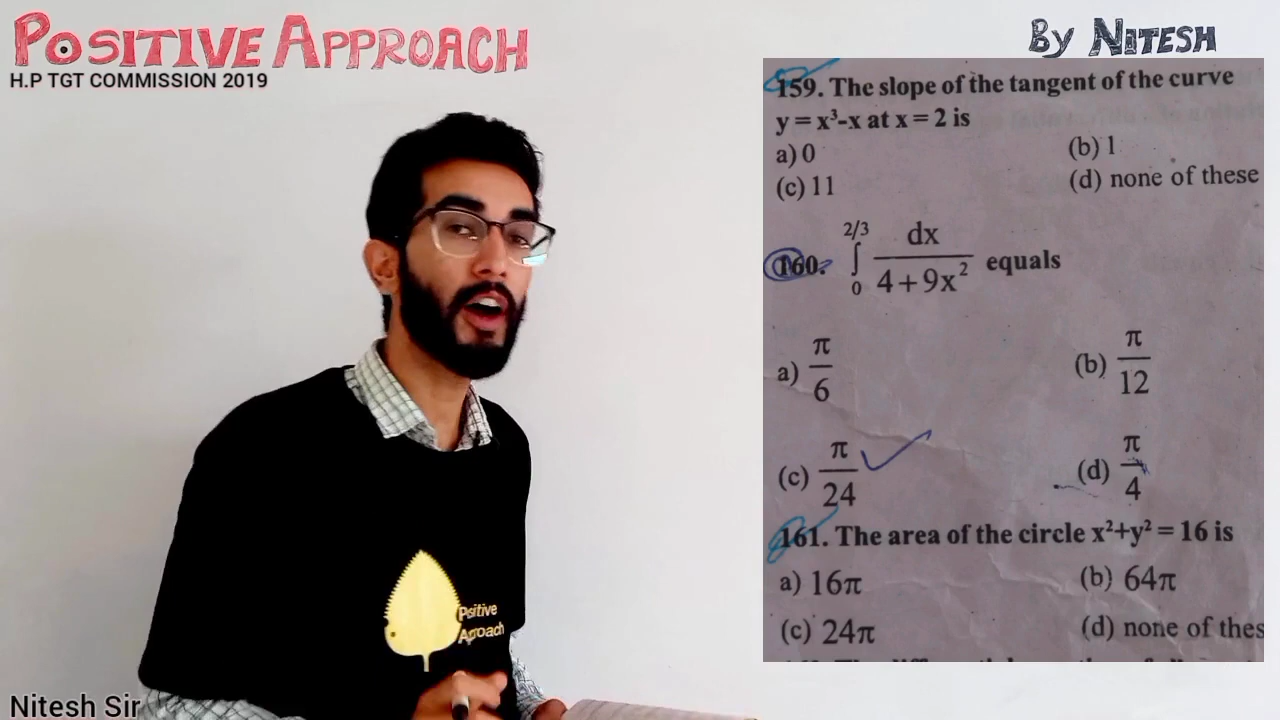 POSITIVE APPROACH
By NITESH
H.P TGT COMMISSION 2019
159. The slope of the tangent of the curve
y = x³-x at x = 2 is
a) 0 (b) 1
(c) 11 (d) none of these
160. ∫₀^2/3 dx/(4+9x²) equals
a) π/6 (b) π/12
(c) π/24 (d) π/4
161. The area of the circle x²+y² = 16 is
a) 16π (b) 64π
(c) 24π (d) none of thes
Psitive
Aproach
Nitesh Sir